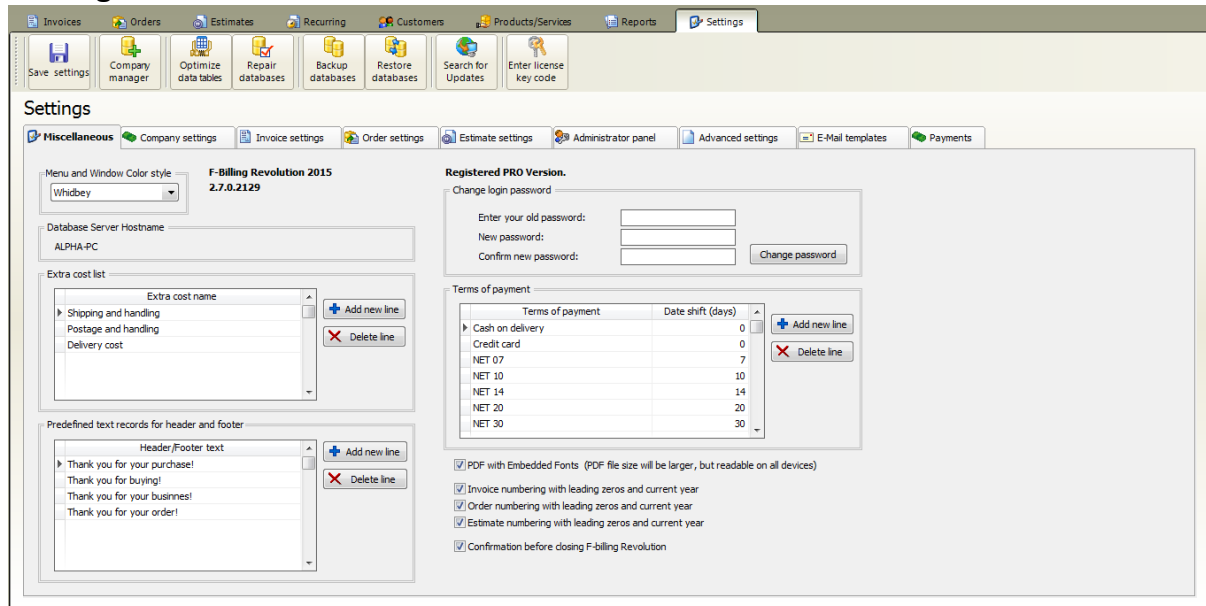 Invoices Orders Estimates Recurring Customers Products/Services Reports Settings
Save settings Company manager Optimize data tables Repair databases Backup databases Restore databases Search for Updates Enter license key code
Settings
Miscellaneous Company settings Invoice settings Order settings Estimate settings Administrator panel Advanced settings E-Mail templates Payments
Menu and Window Color style
Whidbey
F-Billing Revolution 2015
2.7.0.2129
Database Server Hostname
ALPHA-PC
Extra cost list
Extra cost name
Shipping and handling
Postage and handling
Delivery cost
Add new line
Delete line
Predefined text records for header and footer
Header/Footer text
Thank you for your purchase!
Thank you for buying!
Thank you for your businnes!
Thank you for your order!
Add new line
Delete line
Registered PRO Version.
Change login password
Enter your old password:
New password:
Confirm new password:
Change password
Terms of payment
Terms of payment Date shift (days)
Cash on delivery 0
Credit card 0
NET 07 7
NET 10 10
NET 14 14
NET 20 20
NET 30 30
Add new line
Delete line
PDF with Embedded Fonts (PDF file size will be larger, but readable on all devices)
Invoice numbering with leading zeros and current year
Order numbering with leading zeros and current year
Estimate numbering with leading zeros and current year
Confirmation before closing F-billing Revolution